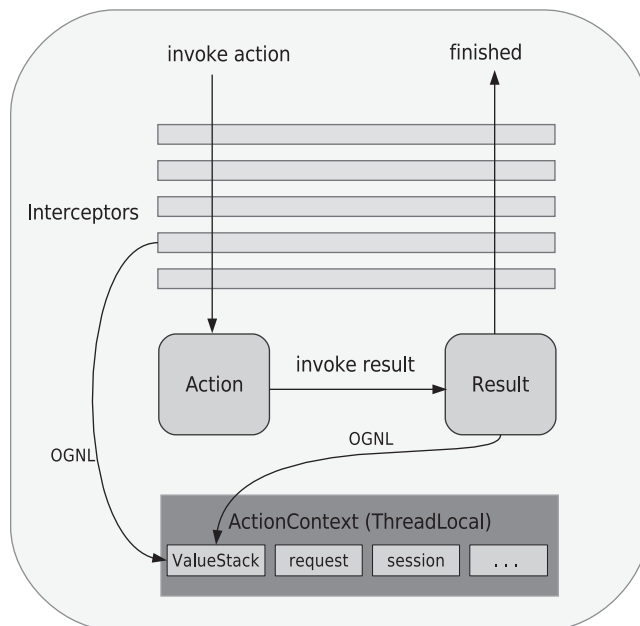 invoke action
finished
Interceptors
Action
invoke result
Result
OGNL
OGNL
ActionContext (ThreadLocal)
ValueStack
request
session
. . .